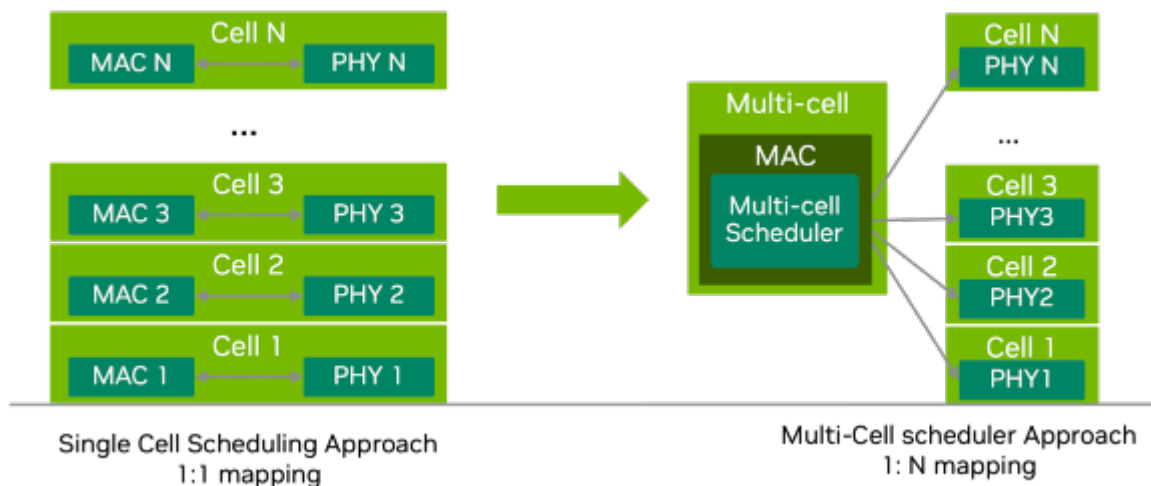 Cell N
MAC N
PHY N
...
Cell 3
MAC 3
PHY 3
Cell 2
MAC 2
PHY 2
Cell 1
MAC 1
PHY 1
Single Cell Scheduling Approach
1:1 mapping
Multi-cell
MAC
Multi-cell
Scheduler
Cell N
PHY N
...
Cell 3
PHY3
Cell 2
PHY2
Cell 1
PHY1
Multi-Cell scheduler Approach
1: N mapping